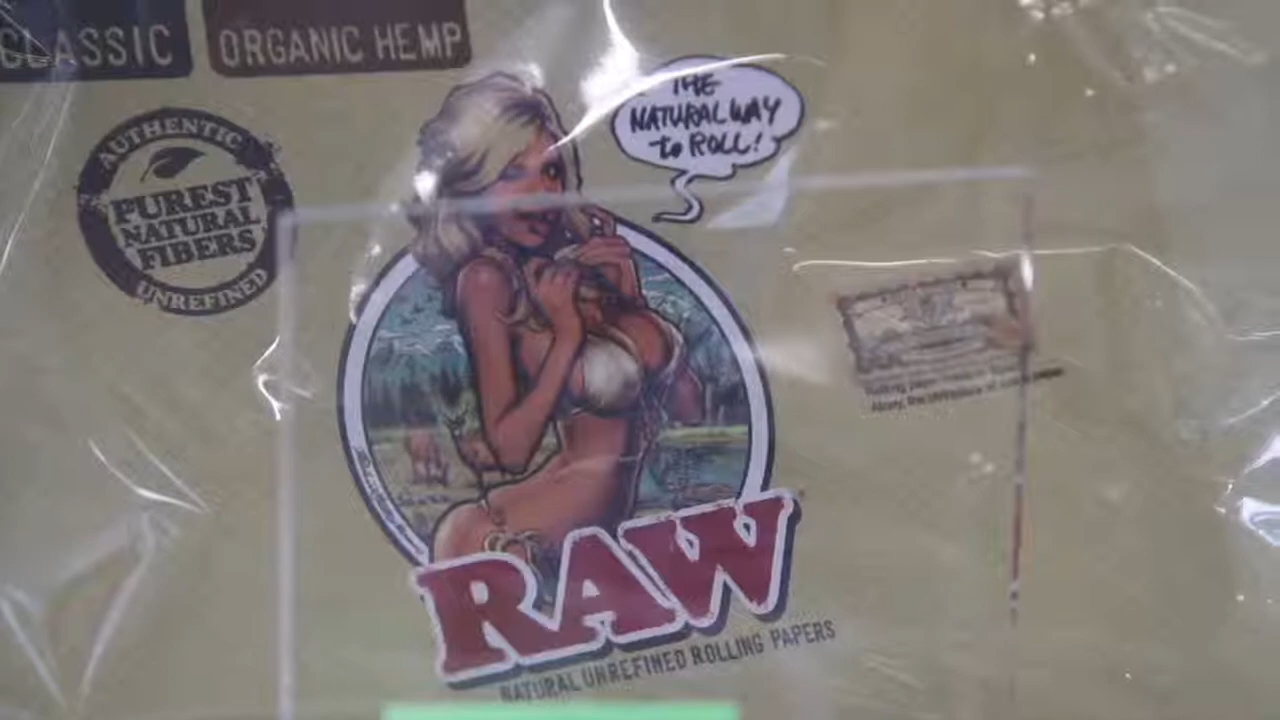 CLASSIC
ORGANIC HEMP
THE
NATURAL WAY
to ROLL!
AUTHENTIC
PUREST
NATURAL
FIBERS
UNREFINED
RAW
NATURAL UNREFINED ROLLING PAPERS